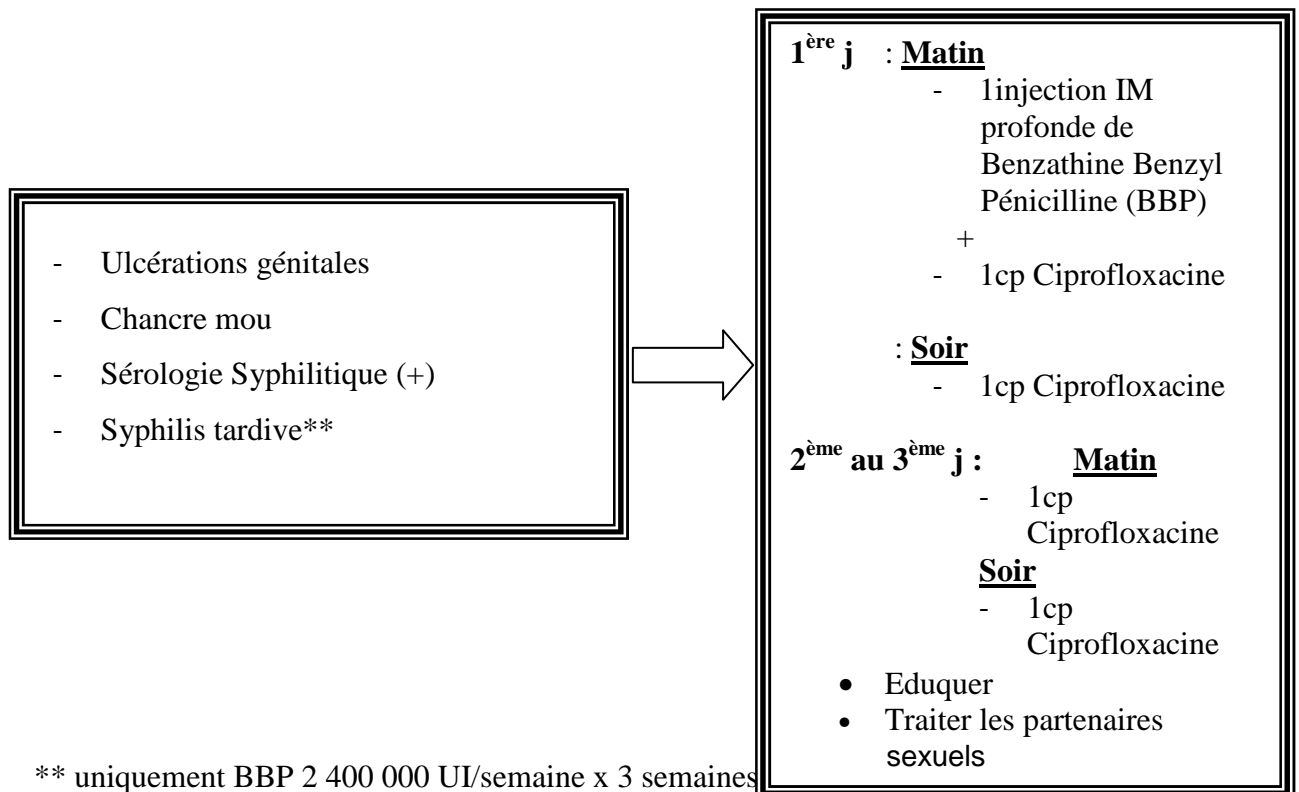 - Ulcérations génitales
- Chancre mou
- Sérologie Syphilitique (+)
- Syphilis tardive**
1ère j : Matin
- 1injection IM
profonde de
Benzathine Benzyl
Pénicilline (BBP)
+
- 1cp Ciprofloxacine
: Soir
- 1cp Ciprofloxacine
2ème au 3ème j : Matin
- 1cp
Ciprofloxacine
Soir
- 1cp
Ciprofloxacine
• Eduquer
• Traiter les partenaires
sexuels
** uniquement BBP 2 400 000 UI/semaine x 3 semaines